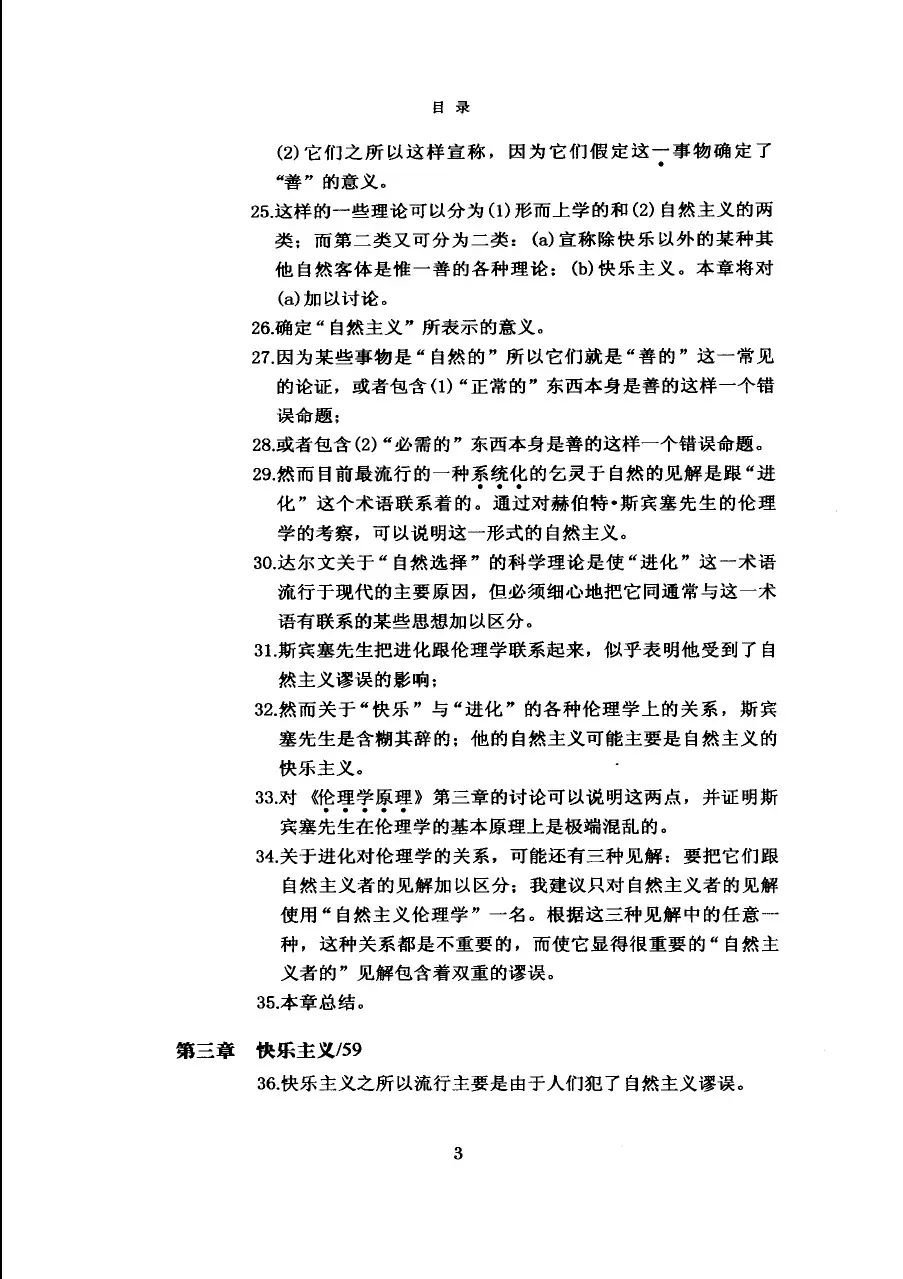 目 录
(2)它们之所以这样宣称，因为它们假定这一事物确定了
“善”的意义。
25.这样的一些理论可以分为(1)形而上学的和(2)自然主义的两
类；而第二类又可分为二类：(a)宣称除快乐以外的某种其
他自然客体是惟一善的各种理论；(b)快乐主义。本章将对
(a)加以讨论。
26.确定“自然主义”所表示的意义。
27.因为某些事物是“自然的”所以它们就是“善的”这一常见
的论证，或者包含(1)“正常的”东西本身是善的这样一个错
误命题；
28.或者包含(2)“必需的”东西本身是善的这样一个错误命题。
29.然而目前最流行的一种系统化的乞灵于自然的见解是跟“进
化”这个术语联系着的。通过对赫伯特·斯宾塞先生的伦理
学的考察，可以说明这一形式的自然主义。
30.达尔文关于“自然选择”的科学理论是使“进化”这一术语
流行于现代的主要原因，但必须细心地把它同通常与这一术
语有联系的某些思想加以区分。
31.斯宾塞先生把进化跟伦理学联系起来，似乎表明他受到了自
然主义谬误的影响；
32.然而关于“快乐”与“进化”的各种伦理学上的关系，斯宾
塞先生是含糊其辞的；他的自然主义可能主要是自然主义的
快乐主义。
33.对《伦理学原理》第三章的讨论可以说明这两点，并证明斯
宾塞先生在伦理学的基本原理上是极端混乱的。
34.关于进化对伦理学的关系，可能还有三种见解：要把它们跟
自然主义者的见解加以区分；我建议只对自然主义者的见解
使用“自然主义伦理学”一名。根据这三种见解中的任意一
种，这种关系都是不重要的，而使它显得很重要的“自然主
义者的”见解包含着双重的谬误。
35.本章总结。
第三章 快乐主义/59
36.快乐主义之所以流行主要是由于人们犯了自然主义谬误。
3